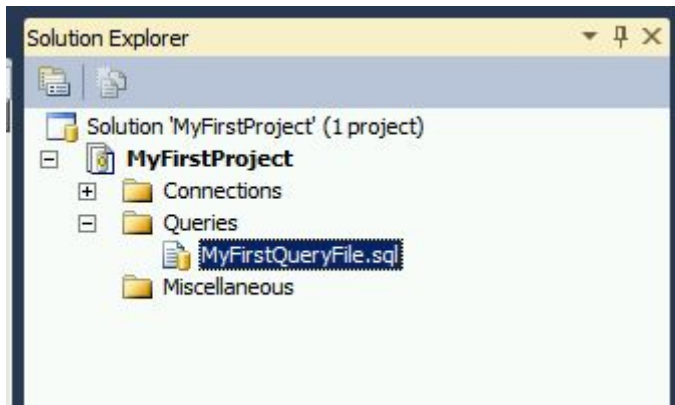 Solution Explorer
Solution 'MyFirstProject' (1 project)
MyFirstProject
Connections
Queries
MyFirstQueryFile.sql
Miscellaneous